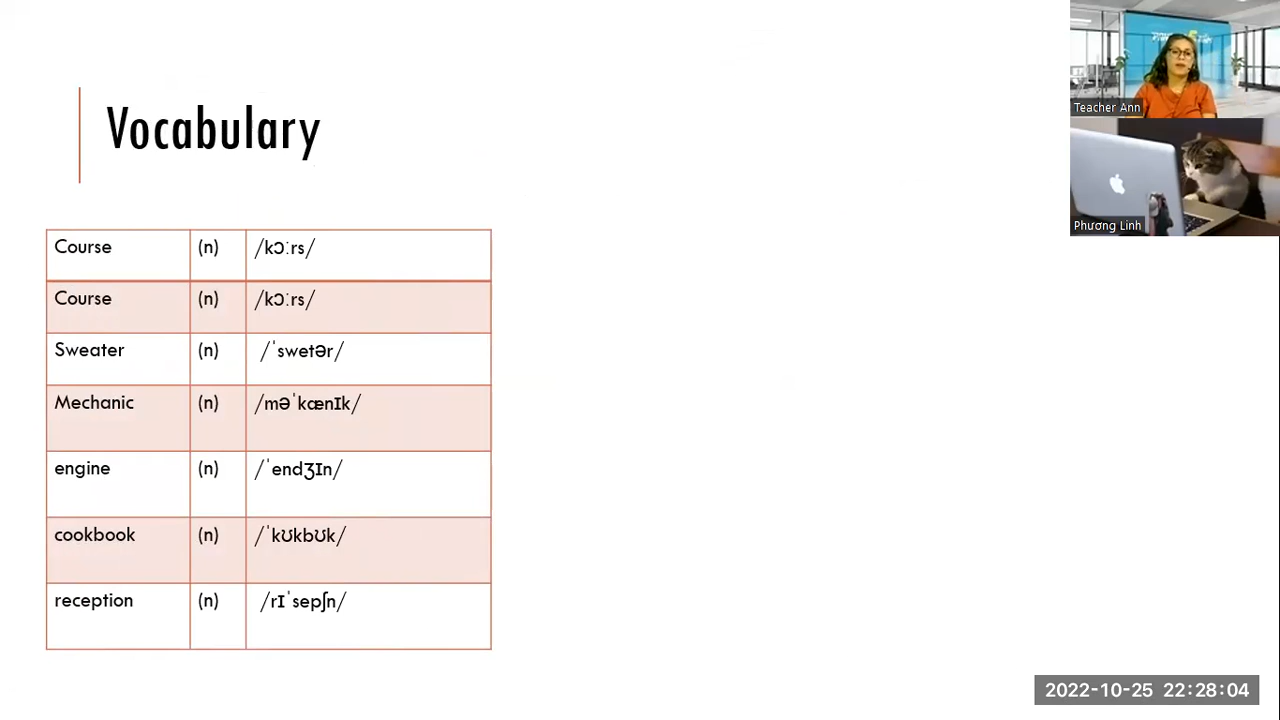 Vocabulary
Course (n) /kɔːrs/
Course (n) /kɔːrs/
Sweater (n) /ˈswetər/
Mechanic (n) /məˈkænɪk/
engine (n) /ˈendʒɪn/
cookbook (n) /ˈkʊkbʊk/
reception (n) /rɪˈsepʃn/
Teacher Ann
Phương Linh
2022-10-25 22:28:04